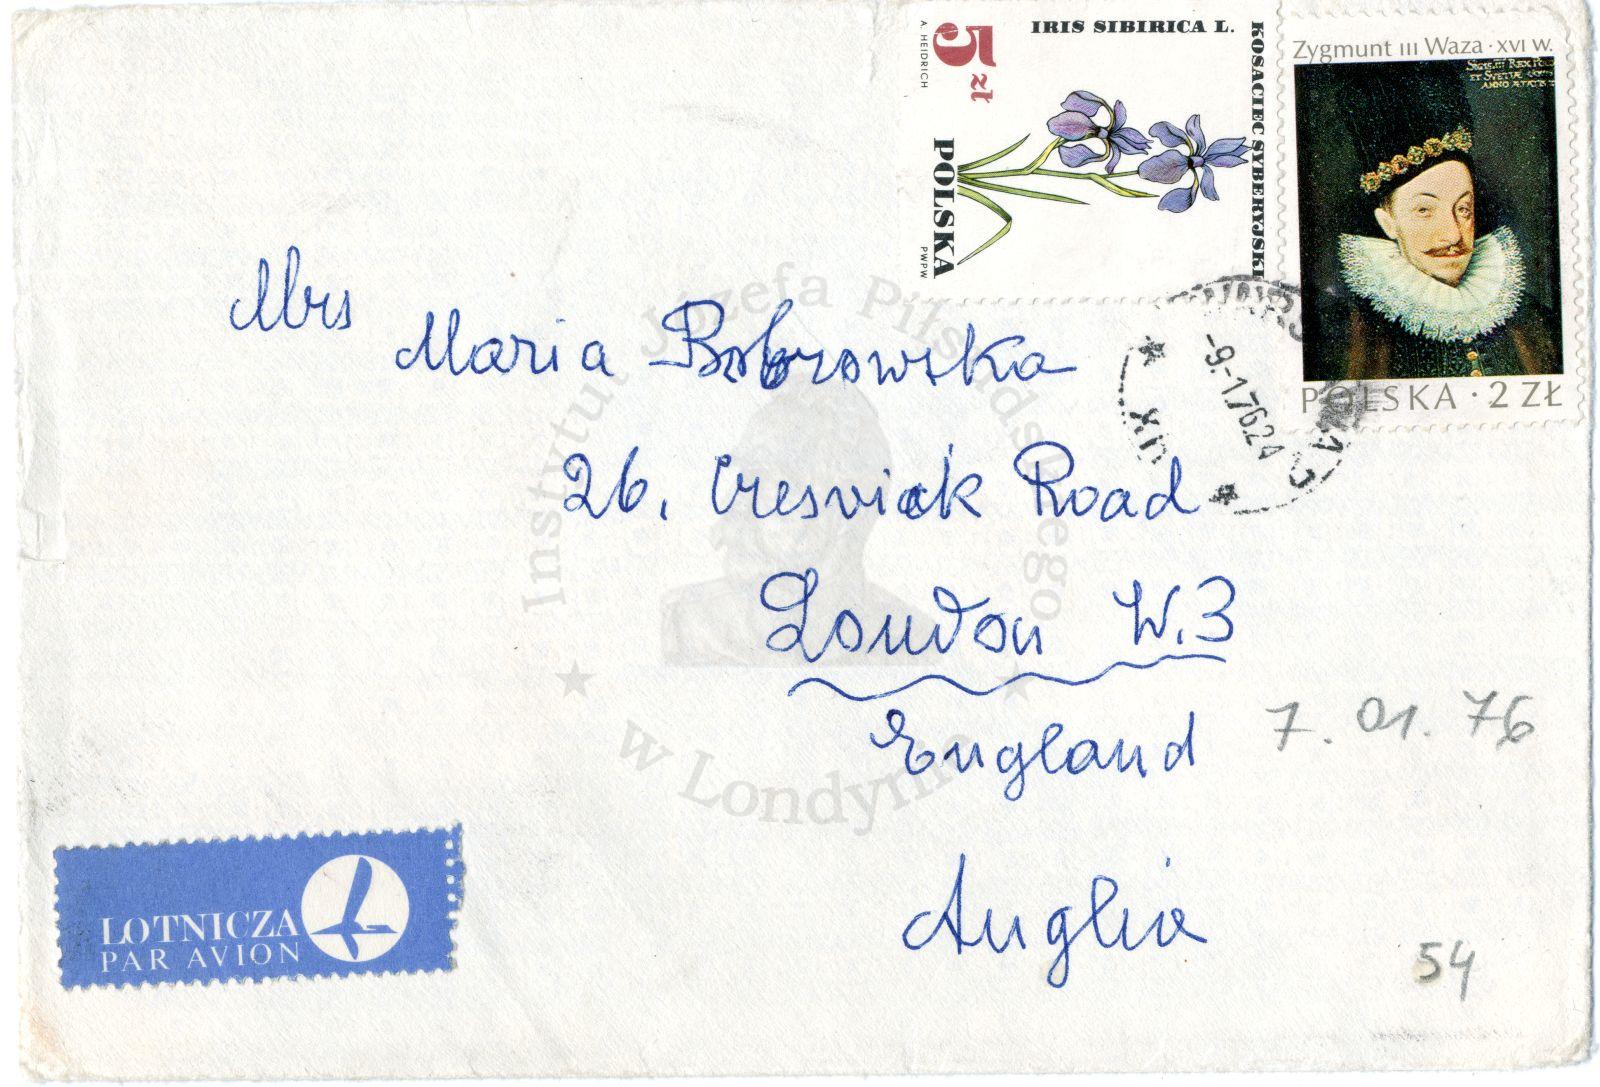 IRIS SIBIRICA L.
KOSACIEC SYBERYJSKI
5 zł
A. HEIDRICH
POLSKA
PWPW
Zygmunt III Waza · XVI w.
POLSKA · 2 ZŁ
-9.-1.76.24
Mrs
Maria Bobrowska
26. Cresvick Road
London W.3
England
Anglia
7. 01. 76
54
LOTNICZA
PAR AVION
Instytut Józefa Piłsudskiego
w Londynie